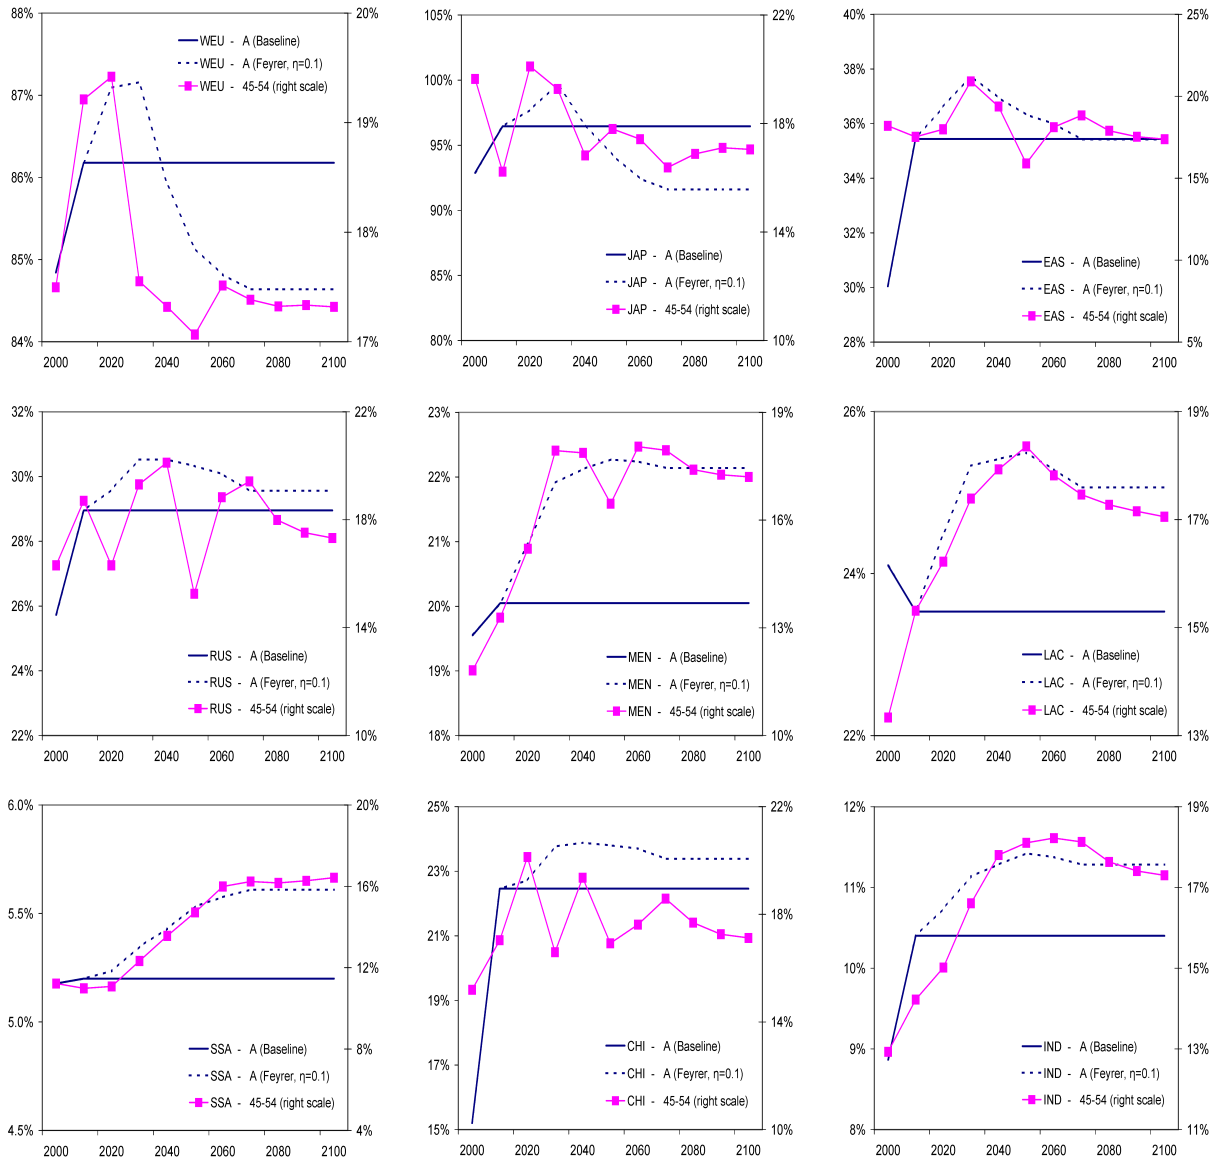 88%
87%
86%
85%
84%
20%
19%
18%
17%
2000 2020 2040 2060 2080 2100
WEU - A (Baseline)
WEU - A (Feyrer, η=0.1)
WEU - 45-54 (right scale)
105%
100%
95%
90%
85%
80%
22%
18%
14%
10%
2000 2020 2040 2060 2080 2100
JAP - A (Baseline)
JAP - A (Feyrer, η=0.1)
JAP - 45-54 (right scale)
40%
38%
36%
34%
32%
30%
28%
25%
20%
15%
10%
5%
2000 2020 2040 2060 2080 2100
EAS - A (Baseline)
EAS - A (Feyrer, η=0.1)
EAS - 45-54 (right scale)
32%
30%
28%
26%
24%
22%
22%
18%
14%
10%
2000 2020 2040 2060 2080 2100
RUS - A (Baseline)
RUS - A (Feyrer, η=0.1)
RUS - 45-54 (right scale)
23%
22%
21%
20%
19%
18%
19%
16%
13%
10%
2000 2020 2040 2060 2080 2100
MEN - A (Baseline)
MEN - A (Feyrer, η=0.1)
MEN - 45-54 (right scale)
26%
24%
22%
19%
17%
15%
13%
2000 2020 2040 2060 2080 2100
LAC - A (Baseline)
LAC - A (Feyrer, η=0.1)
LAC - 45-54 (right scale)
6.0%
5.5%
5.0%
4.5%
20%
16%
12%
8%
4%
2000 2020 2040 2060 2080 2100
SSA - A (Baseline)
SSA - A (Feyrer, η=0.1)
SSA - 45-54 (right scale)
25%
23%
21%
19%
17%
15%
22%
18%
14%
10%
2000 2020 2040 2060 2080 2100
CHI - A (Baseline)
CHI - A (Feyrer, η=0.1)
CHI - 45-54 (right scale)
12%
11%
10%
9%
8%
19%
17%
15%
13%
11%
2000 2020 2040 2060 2080 2100
IND - A (Baseline)
IND - A (Feyrer, η=0.1)
IND - 45-54 (right scale)